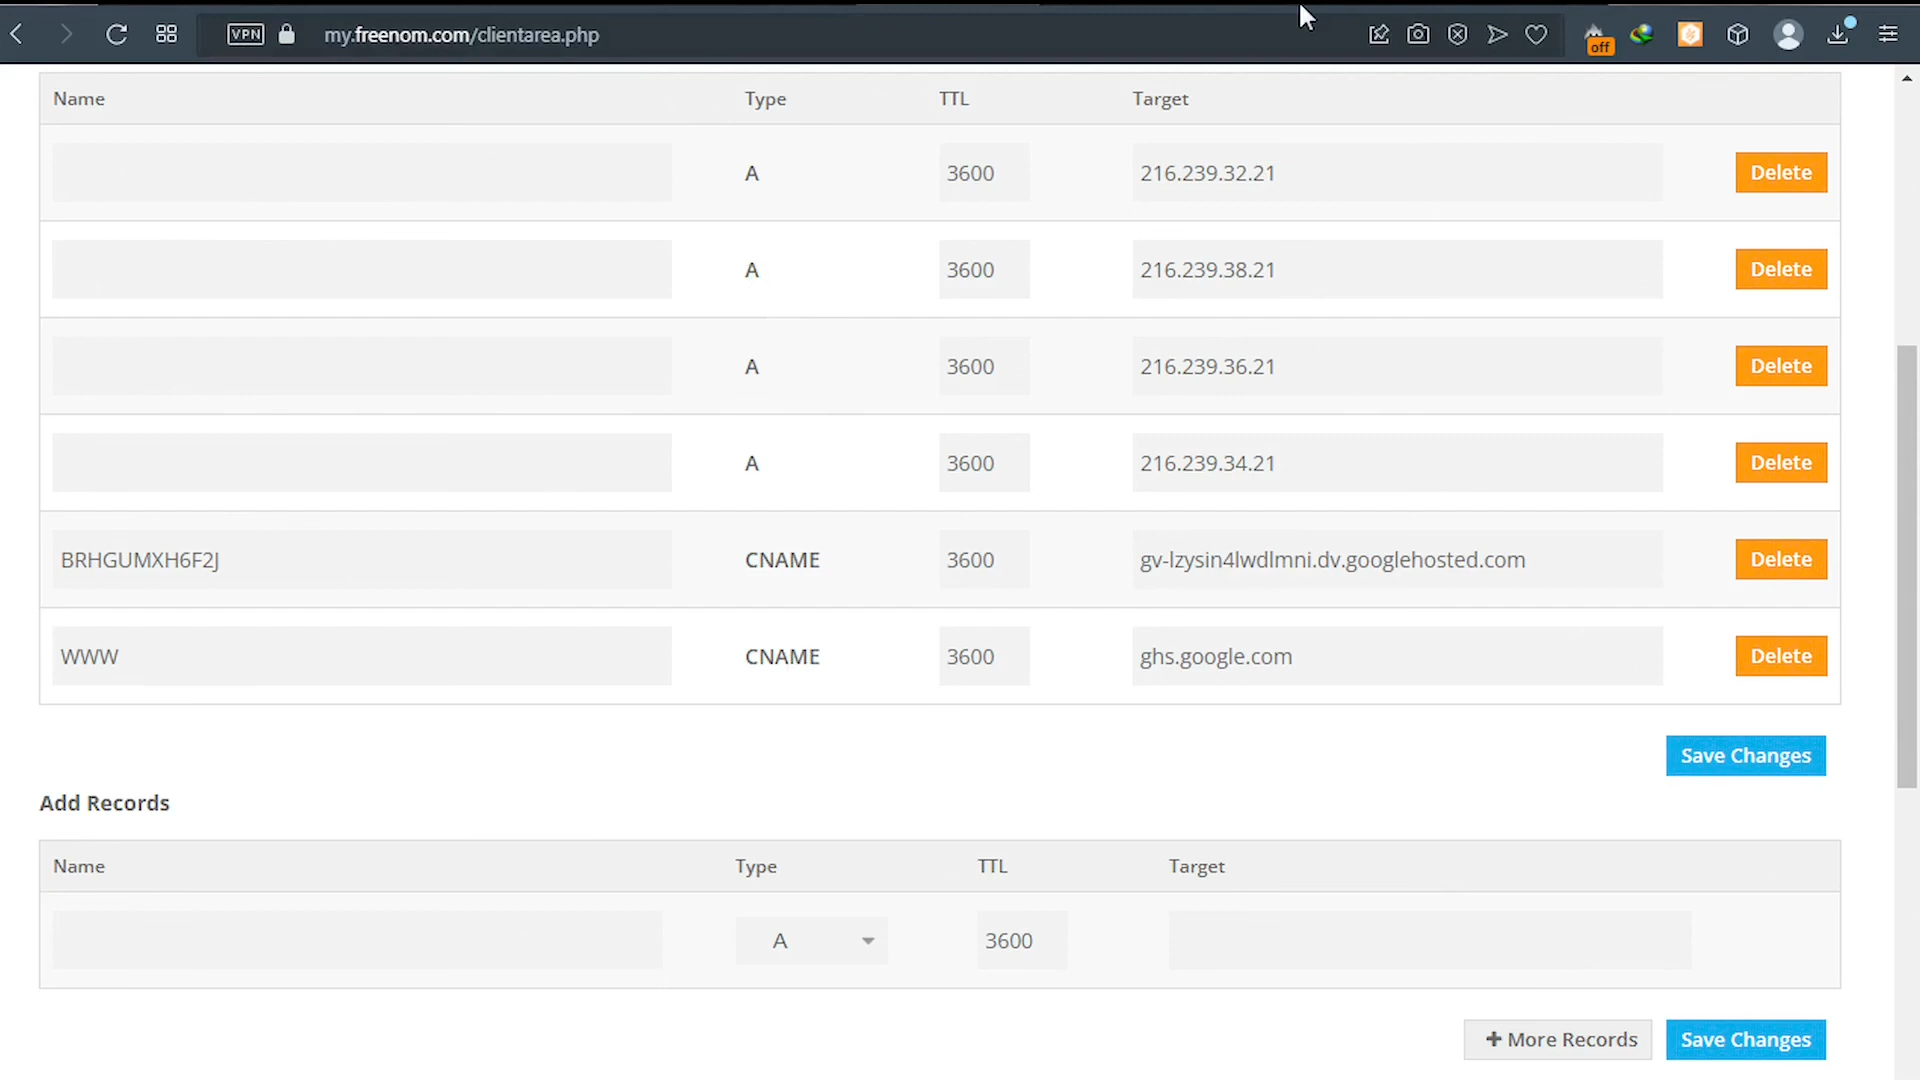 VPN my.freenom.com/clientarea.php off
Name Type TTL Target
A 3600 216.239.32.21 Delete
A 3600 216.239.38.21 Delete
A 3600 216.239.36.21 Delete
A 3600 216.239.34.21 Delete
BRHGUMXH6F2J CNAME 3600 gv-lzysin4lwdlmni.dv.googlehosted.com Delete
WWW CNAME 3600 ghs.google.com Delete
Save Changes
Add Records
Name Type TTL Target
A 3600
+ More Records Save Changes